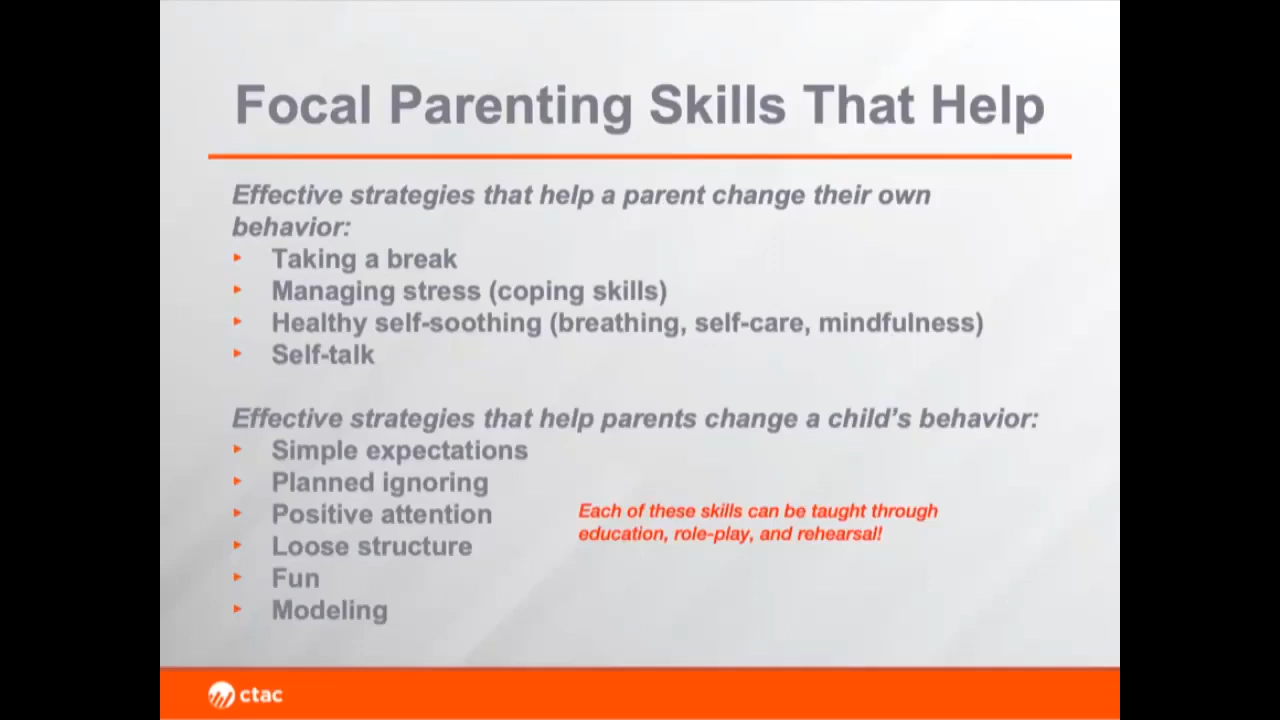 Focal Parenting Skills That Help
Effective strategies that help a parent change their own
behavior:
Taking a break
Managing stress (coping skills)
Healthy self-soothing (breathing, self-care, mindfulness)
Self-talk
Effective strategies that help parents change a child's behavior:
Simple expectations
Planned ignoring
Positive attention
Loose structure
Fun
Modeling
Each of these skills can be taught through
education, role-play, and rehearsal!
ctac